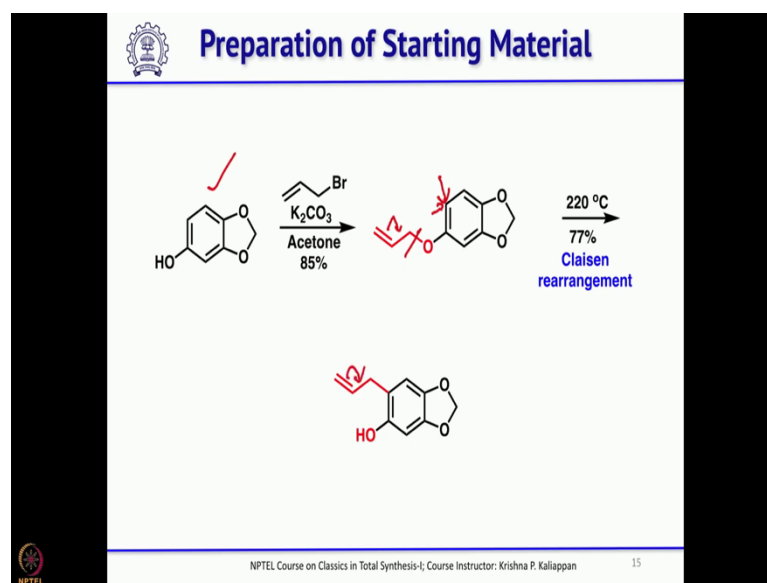 Preparation of Starting Material
Br
K2CO3
Acetone
85%
HO
O
O
O
O
O
220 °C
77%
Claisen
rearrangement
HO
O
O
NPTEL
NPTEL Course on Classics in Total Synthesis-I; Course Instructor: Krishna P. Kaliappan
15